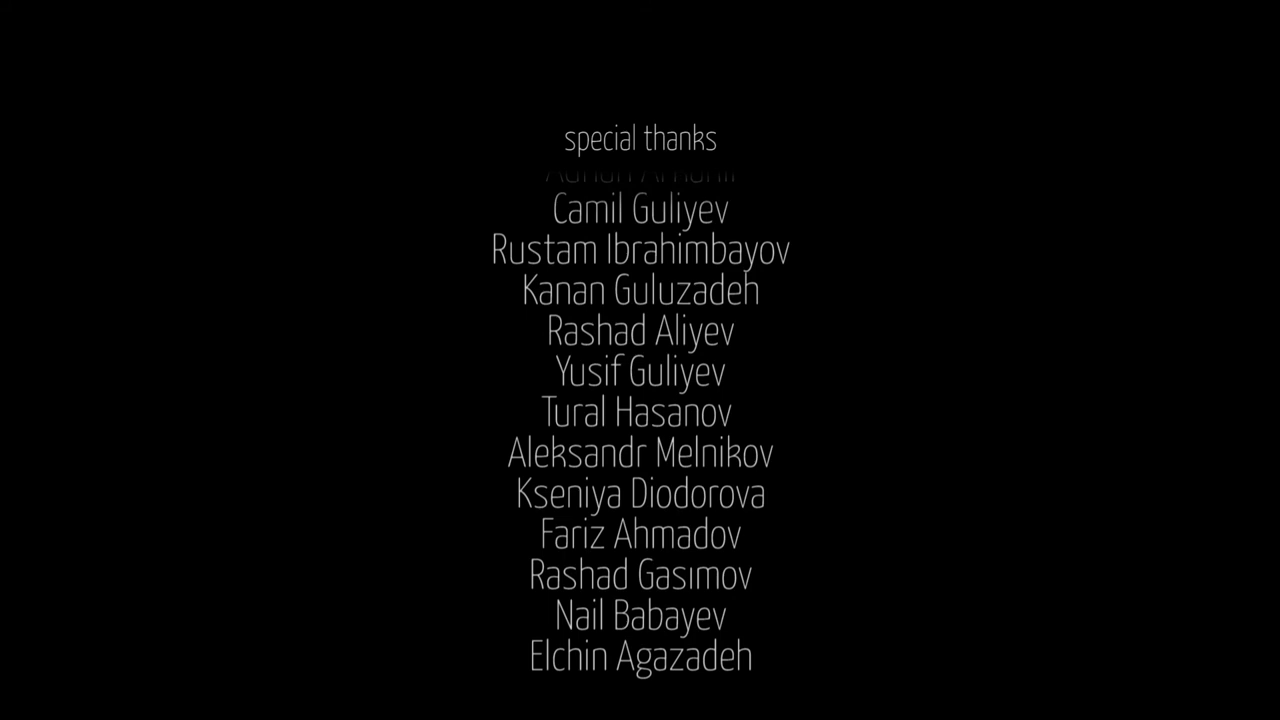 special thanks
Camil Guliyev
Rustam Ibrahimbayov
Kanan Guluzadeh
Rashad Aliyev
Yusif Guliyev
Tural Hasanov
Aleksandr Melnikov
Kseniya Diodorova
Fariz Ahmadov
Rashad Gasımov
Nail Babayev
Elchin Agazadeh